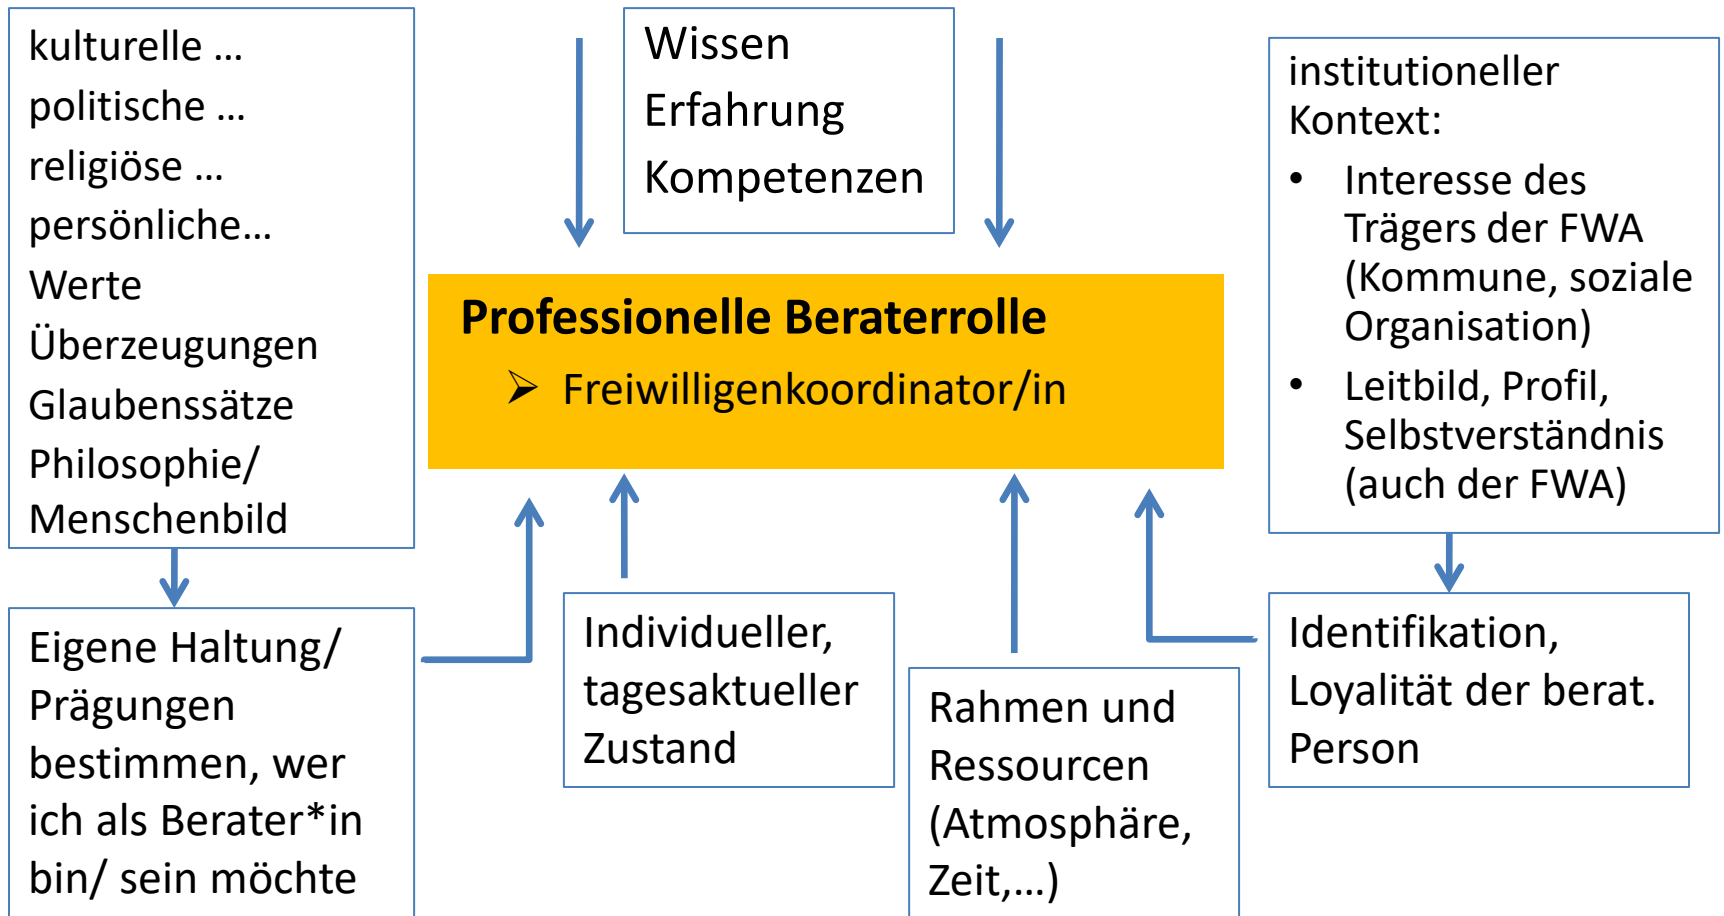 kulturelle …
politische …
religiöse …
persönliche…
Werte
Überzeugungen
Glaubenssätze
Philosophie/
Menschenbild
Wissen
Erfahrung
Kompetenzen
institutioneller
Kontext:
• Interesse des
Trägers der FWA
(Kommune, soziale
Organisation)
• Leitbild, Profil,
Selbstverständnis
(auch der FWA)
Professionelle Beraterrolle
➢ Freiwilligenkoordinator/in
Eigene Haltung/
Prägungen
bestimmen, wer
ich als Berater*in
bin/ sein möchte
Individueller,
tagesaktueller
Zustand
Rahmen und
Ressourcen
(Atmosphäre,
Zeit,…)
Identifikation,
Loyalität der berat.
Person